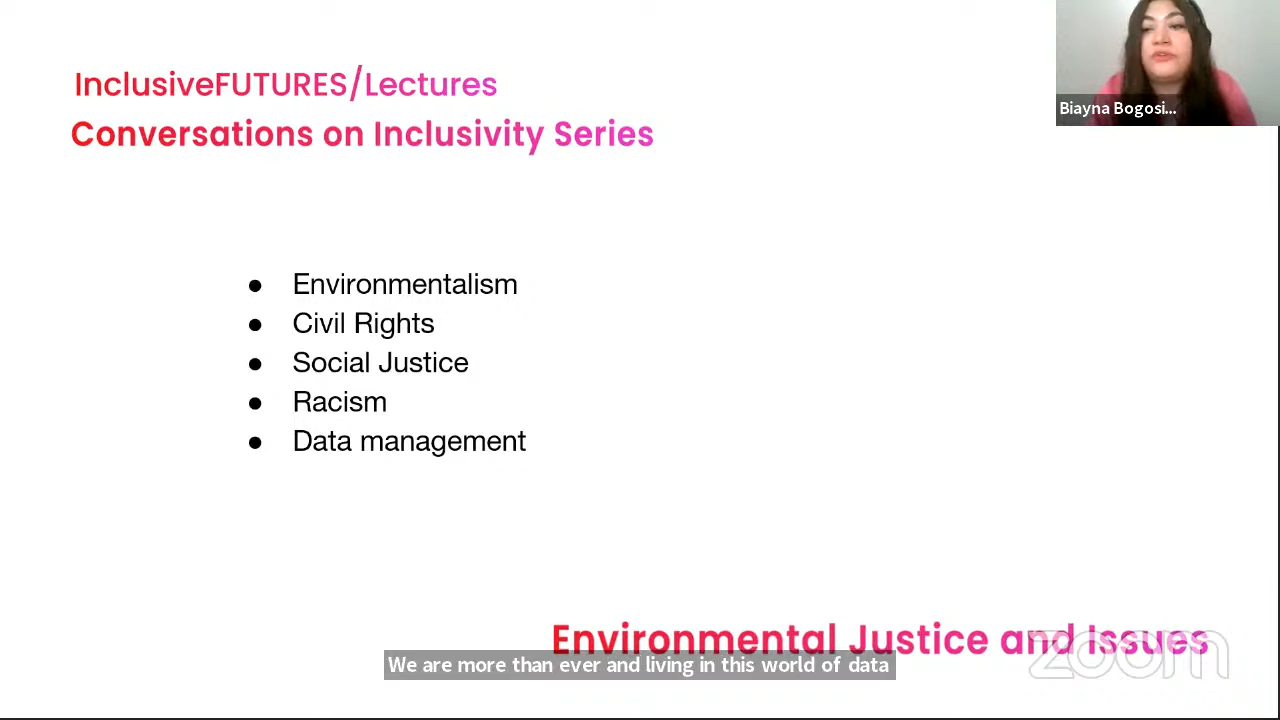 InclusiveFUTURES/Lectures
Conversations on Inclusivity Series
Biayna Bogosi...
● Environmentalism
● Civil Rights
● Social Justice
● Racism
● Data management
Environmental Justice and Issues
We are more than ever and living in this world of data
zoom